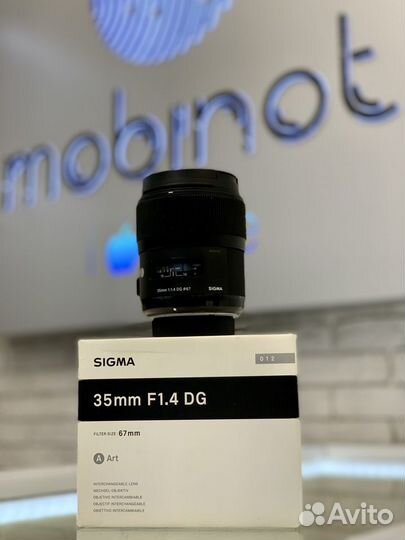 mobinot
35mm F1.4 DG ø67
SIGMA
SIGMA
012
35mm F1.4 DG
FILTER SIZE 67mm
A Art
INTERCHANGEABLE LENS
WECHSEL-OBJEKTIV
OBJETIVO INTERCAMBIABLE
OBJECTIF INTERCHANGEABLE
OBIETTIVO INTERCAMBIABILE
Avito